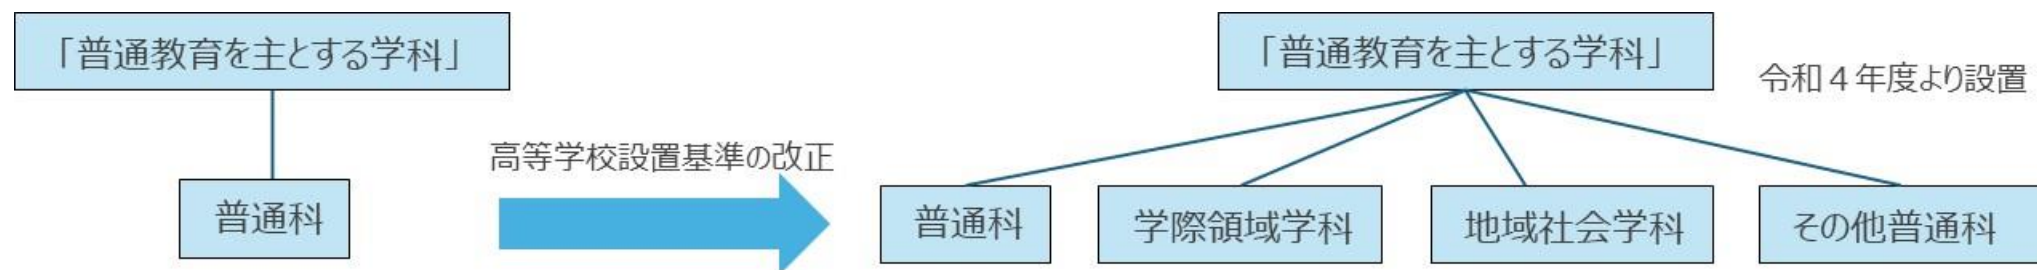 「普通教育を主とする学科」
普通科
高等学校設置基準の改正
「普通教育を主とする学科」
令和４年度より設置
普通科
学際領域学科
地域社会学科
その他普通科